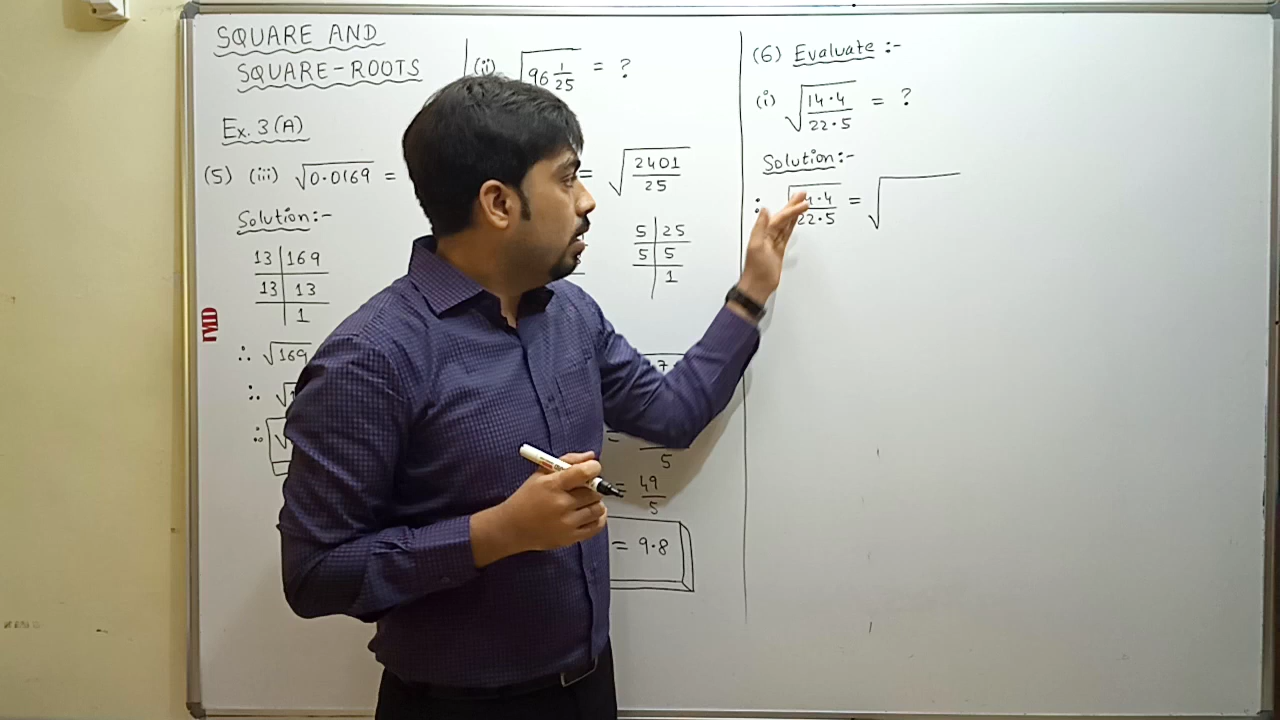 SQUARE AND
SQUARE-ROOTS
Ex. 3(A)
(5) (iii) √0.0169 =
Solution:-
13 | 169
13 | 13
1
∴ √169
∴ √
∴ √
(ii) √96 1/25 = ?
= √2401/25
5 | 25
5 | 5
1
5
= 49/5
= 9.8
(6) Evaluate :-
(i) √14.4/22.5 = ?
Solution:-
√ 4.4/22.5 = √
IMD